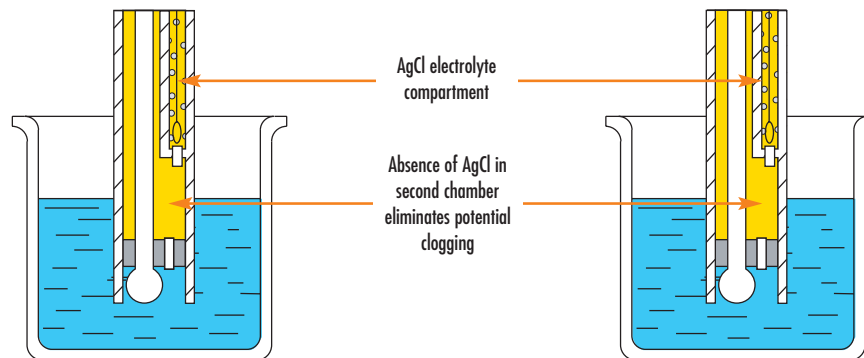 AgCl electrolyte
compartment
Absence of AgCl in
second chamber
eliminates potential
clogging